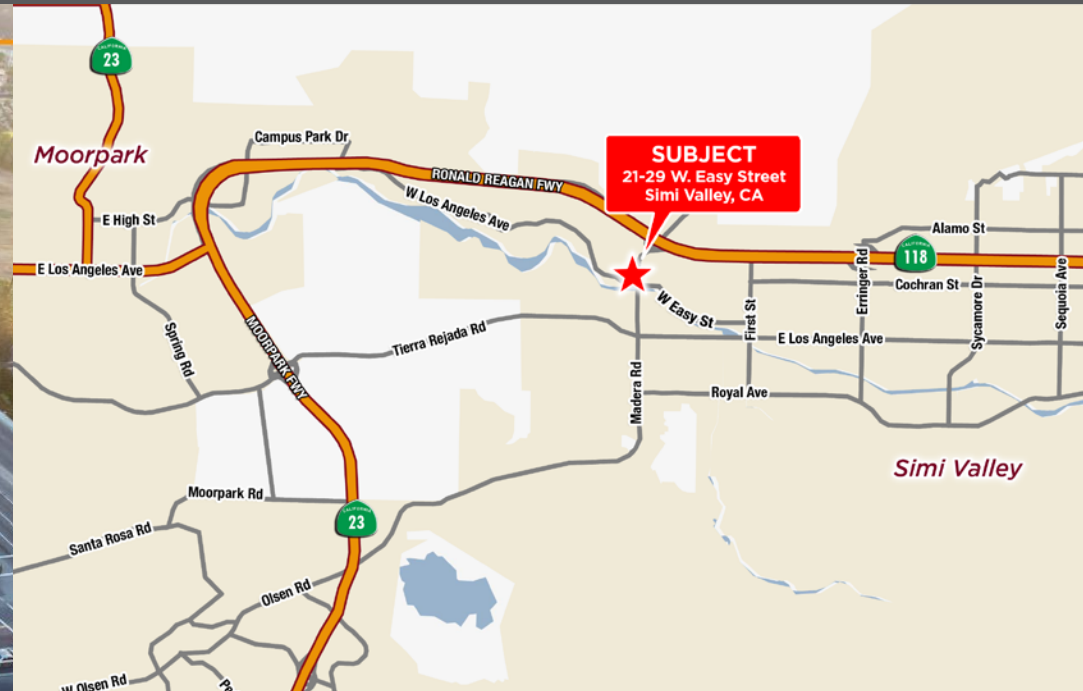 CALIFORNIA
23
Moorpark
Campus Park Dr
RONALD REAGAN FWY
SUBJECT
21-29 W. Easy Street
Simi Valley, CA
W Los Angeles Ave
E High St
Alamo St
CALIFORNIA
118
E Los Angeles Ave
Cochran St
Erringer Rd
Sycamore Dr
Sequoia Ave
W Easy St
First St
E Los Angeles Ave
Spring Rd
MOORPARK FWY
Tierra Rejada Rd
Madera Rd
Royal Ave
Simi Valley
Moorpark Rd
CALIFORNIA
23
Santa Rosa Rd
Olsen Rd
W Olsen Rd